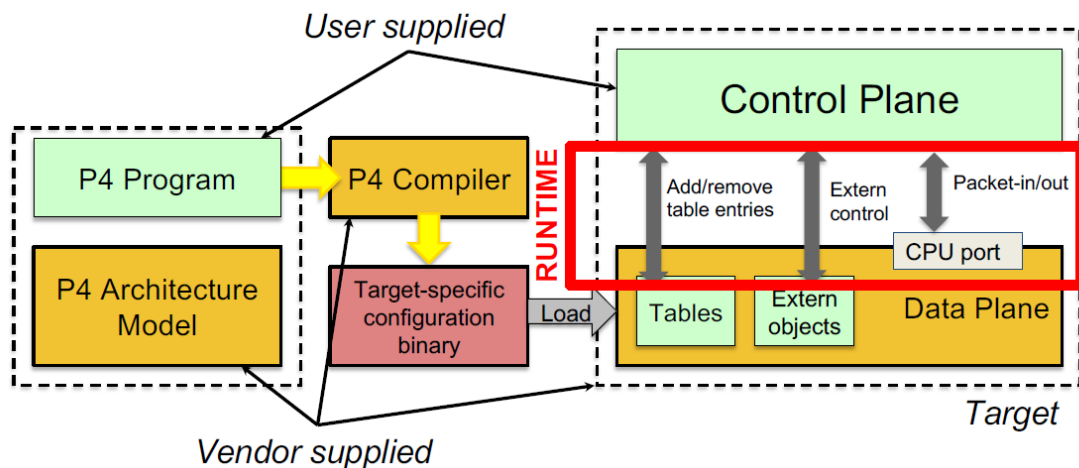 User supplied
Control Plane
P4 Program
P4 Compiler
RUNTIME
Add/remove
table entries
Extern
control
Packet-in/out
CPU port
P4 Architecture
Model
Target-specific
configuration
binary
Load
Tables
Extern
objects
Data Plane
Target
Vendor supplied